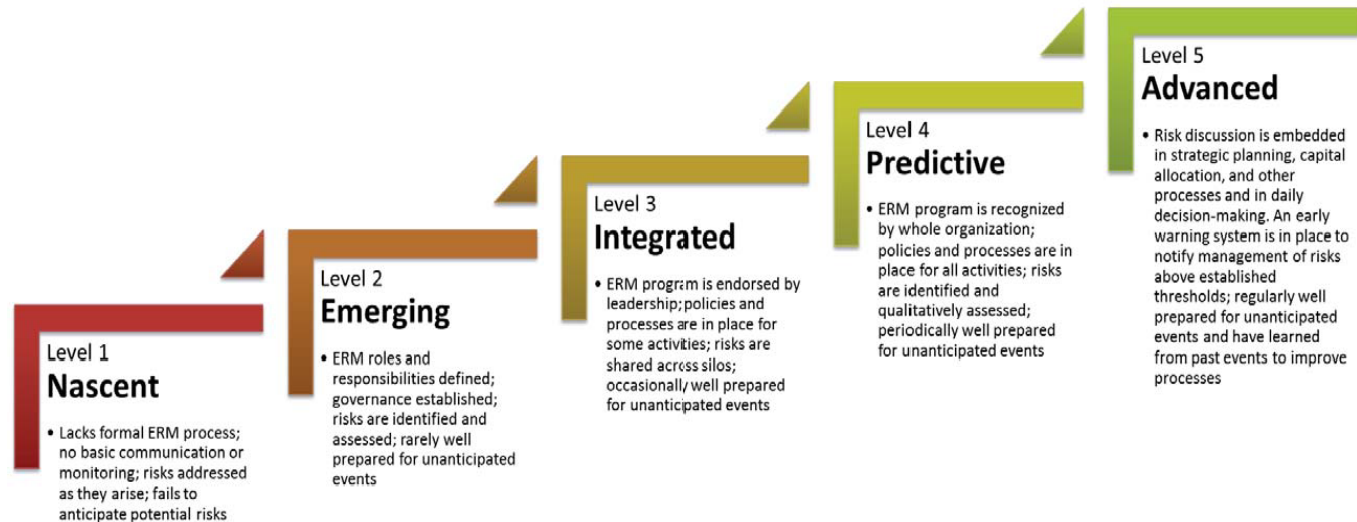 Level 1
Nascent
• Lacks formal ERM process;
no basic communication or
monitoring; risks addressed
as they arise; fails to
anticipate potential risks
Level 2
Emerging
• ERM roles and
responsibilities defined;
governance established;
risks are identified and
assessed; rarely well
prepared for unanticipated
events
Level 3
Integrated
• ERM program is endorsed by
leadership; policies and
processes are in place for
some activities; risks are
shared across silos;
occasionally well prepared
for unanticipated events
Level 4
Predictive
• ERM program is recognized
by whole organization;
policies and processes are in
place for all activities; risks
are identified and
qualitatively assessed;
periodically well prepared
for unanticipated events
Level 5
Advanced
• Risk discussion is embedded
in strategic planning, capital
allocation, and other
processes and in daily
decision-making. An early
warning system is in place to
notify management of risks
above established
thresholds; regularly well
prepared for unanticipated
events and have learned
from past events to improve
processes